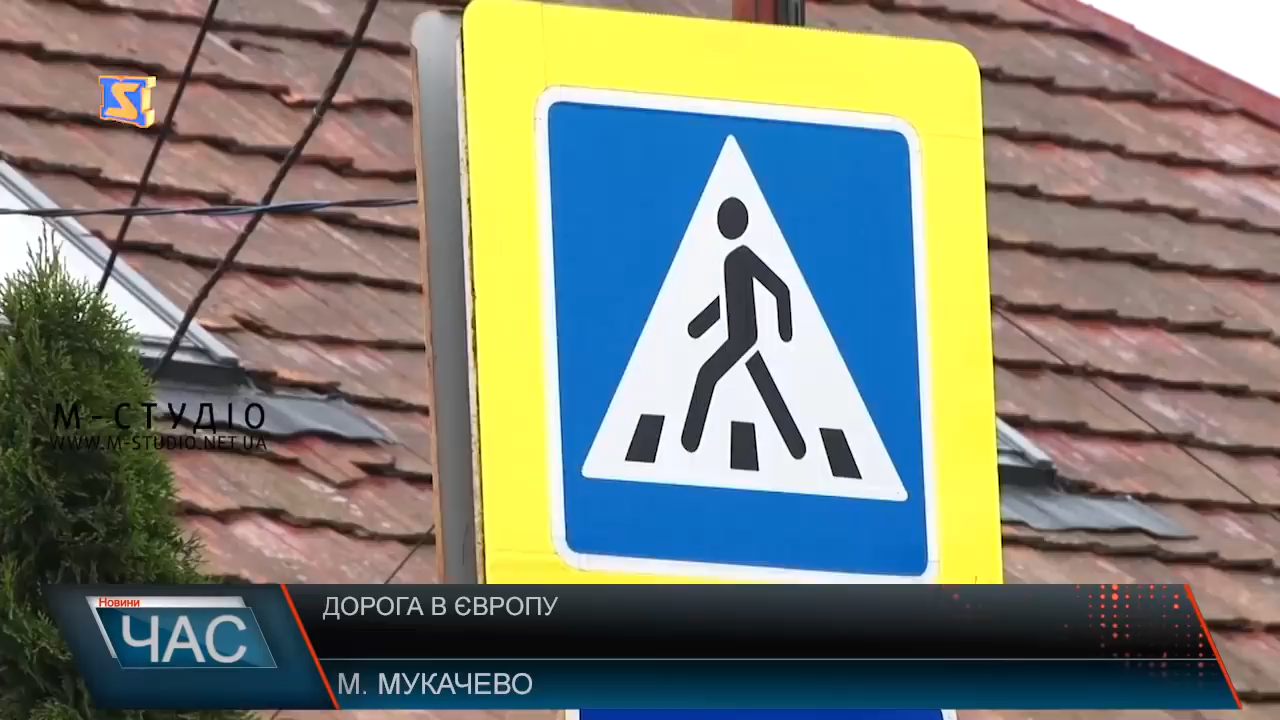 М-СТУДІО
WWW.M-STUDIO.NET.UA
Новини
ЧАС
ДОРОГА В ЄВРОПУ
М. МУКАЧЕВО